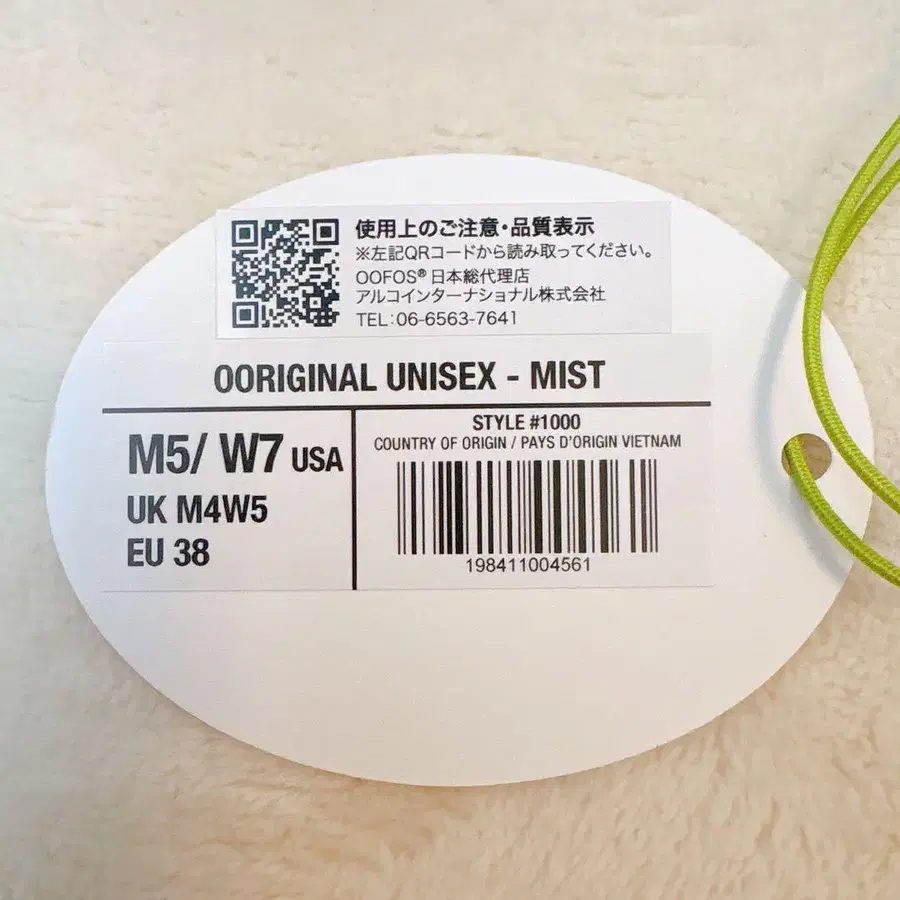 使用上のご注意・品質表示
※左記QRコードから読み取ってください。
OOFOS® 日本総代理店
アルコインターナショナル株式会社
TEL:06-6563-7641
OORIGINAL UNISEX - MIST
M5/ W7 USA
UK M4W5
EU 38
STYLE #1000
COUNTRY OF ORIGIN / PAYS D'ORIGIN VIETNAM
198411004561